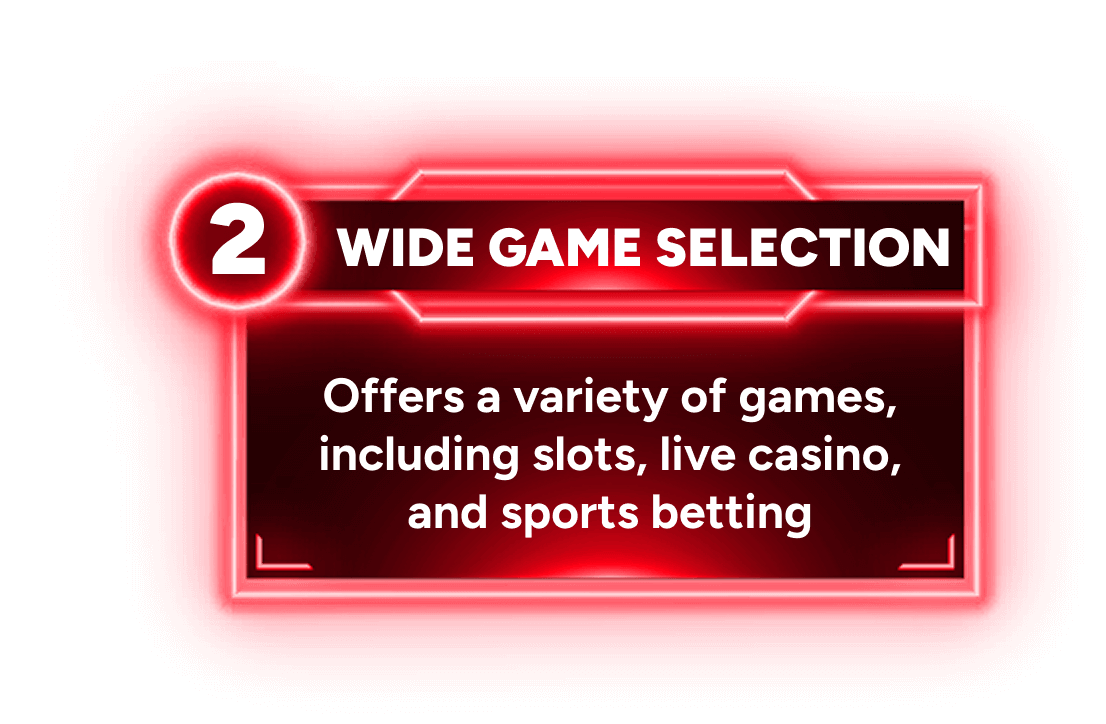 2 WIDE GAME SELECTION
Offers a variety of games,
including slots, live casino,
and sports betting